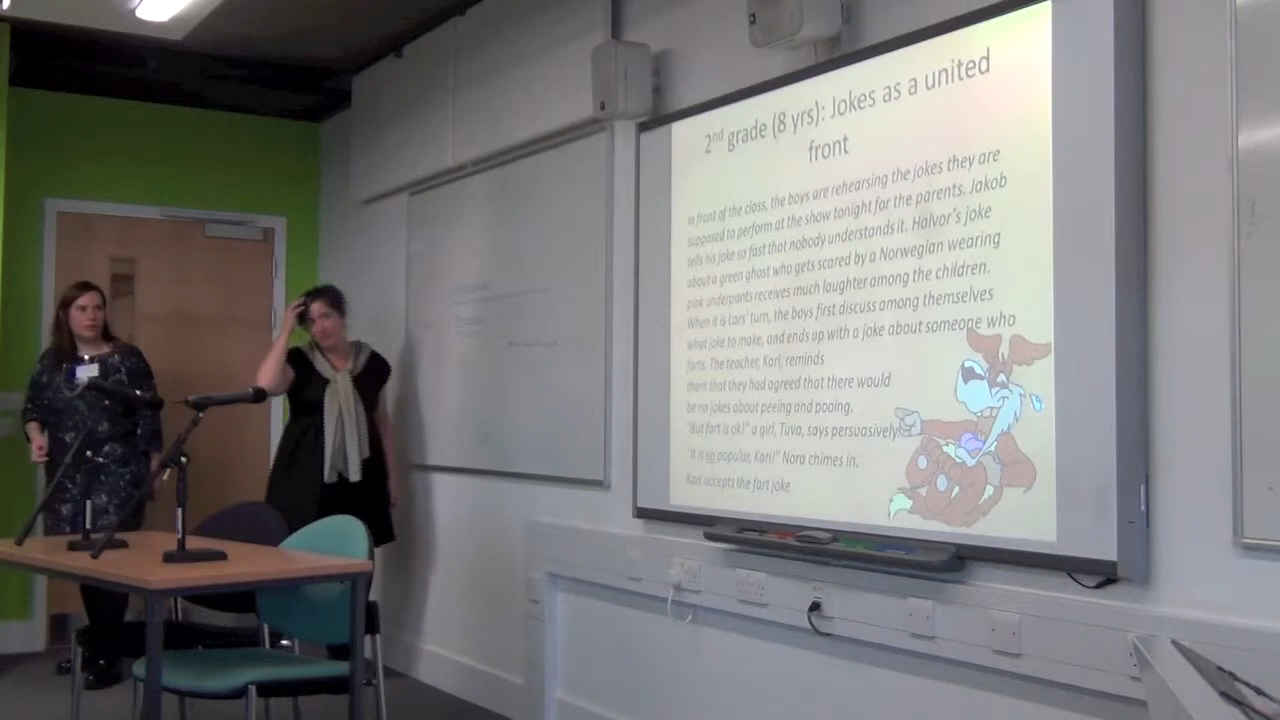 2nd grade (8 yrs): Jokes as a united
front
In front of the class, the boys are rehearsing the jokes they are
supposed to perform at the show tonight for the parents. Jakob
tells his joke so fast that nobody understands it. Halvor's joke
about a green ghost who gets scared by a Norwegian wearing
pink underpants receives much laughter among the children.
When it is Lars' turn, the boys first discuss among themselves
what joke to make, and ends up with a joke about someone who
farts. The teacher, Kari, reminds
them that they had agreed that there would
be no jokes about peeing and pooing.
"But fart is ok!" a girl, Tuva, says persuasively.
"It is so popular, Kari!" Nora chimes in.
Kari accepts the fart joke